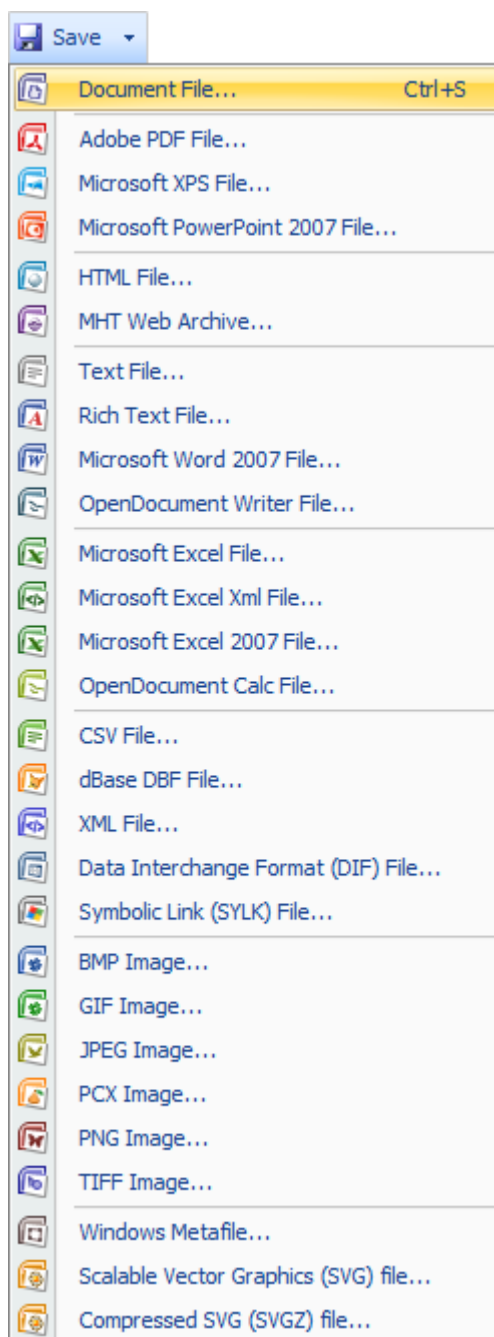 Save
Document File... Ctrl+S
Adobe PDF File...
Microsoft XPS File...
Microsoft PowerPoint 2007 File...
HTML File...
MHT Web Archive...
Text File...
Rich Text File...
Microsoft Word 2007 File...
OpenDocument Writer File...
Microsoft Excel File...
Microsoft Excel Xml File...
Microsoft Excel 2007 File...
OpenDocument Calc File...
CSV File...
dBase DBF File...
XML File...
Data Interchange Format (DIF) File...
Symbolic Link (SYLK) File...
BMP Image...
GIF Image...
JPEG Image...
PCX Image...
PNG Image...
TIFF Image...
Windows Metafile...
Scalable Vector Graphics (SVG) file...
Compressed SVG (SVGZ) file...